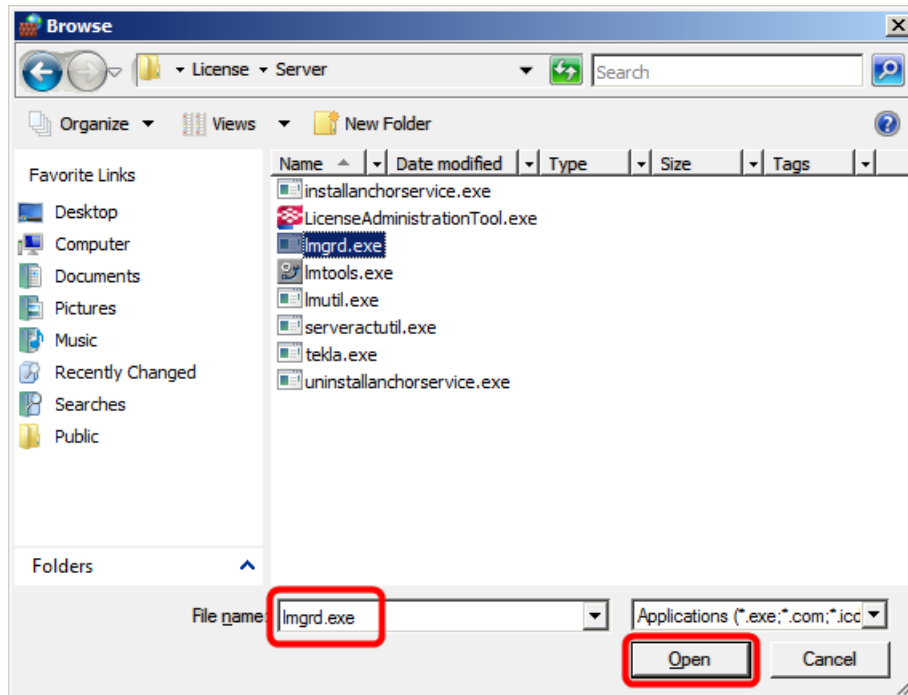 Browse
License Server
Search
Organize Views New Folder
Favorite Links
Desktop
Computer
Documents
Pictures
Music
Recently Changed
Searches
Public
Folders
Name Date modified Type Size Tags
installanchorservice.exe
LicenseAdministrationTool.exe
lmgrd.exe
lmtools.exe
lmutil.exe
serveractutil.exe
tekla.exe
uninstallanchorservice.exe
File name: lmgrd.exe
Applications (*.exe;*.com;*.icd
Open Cancel